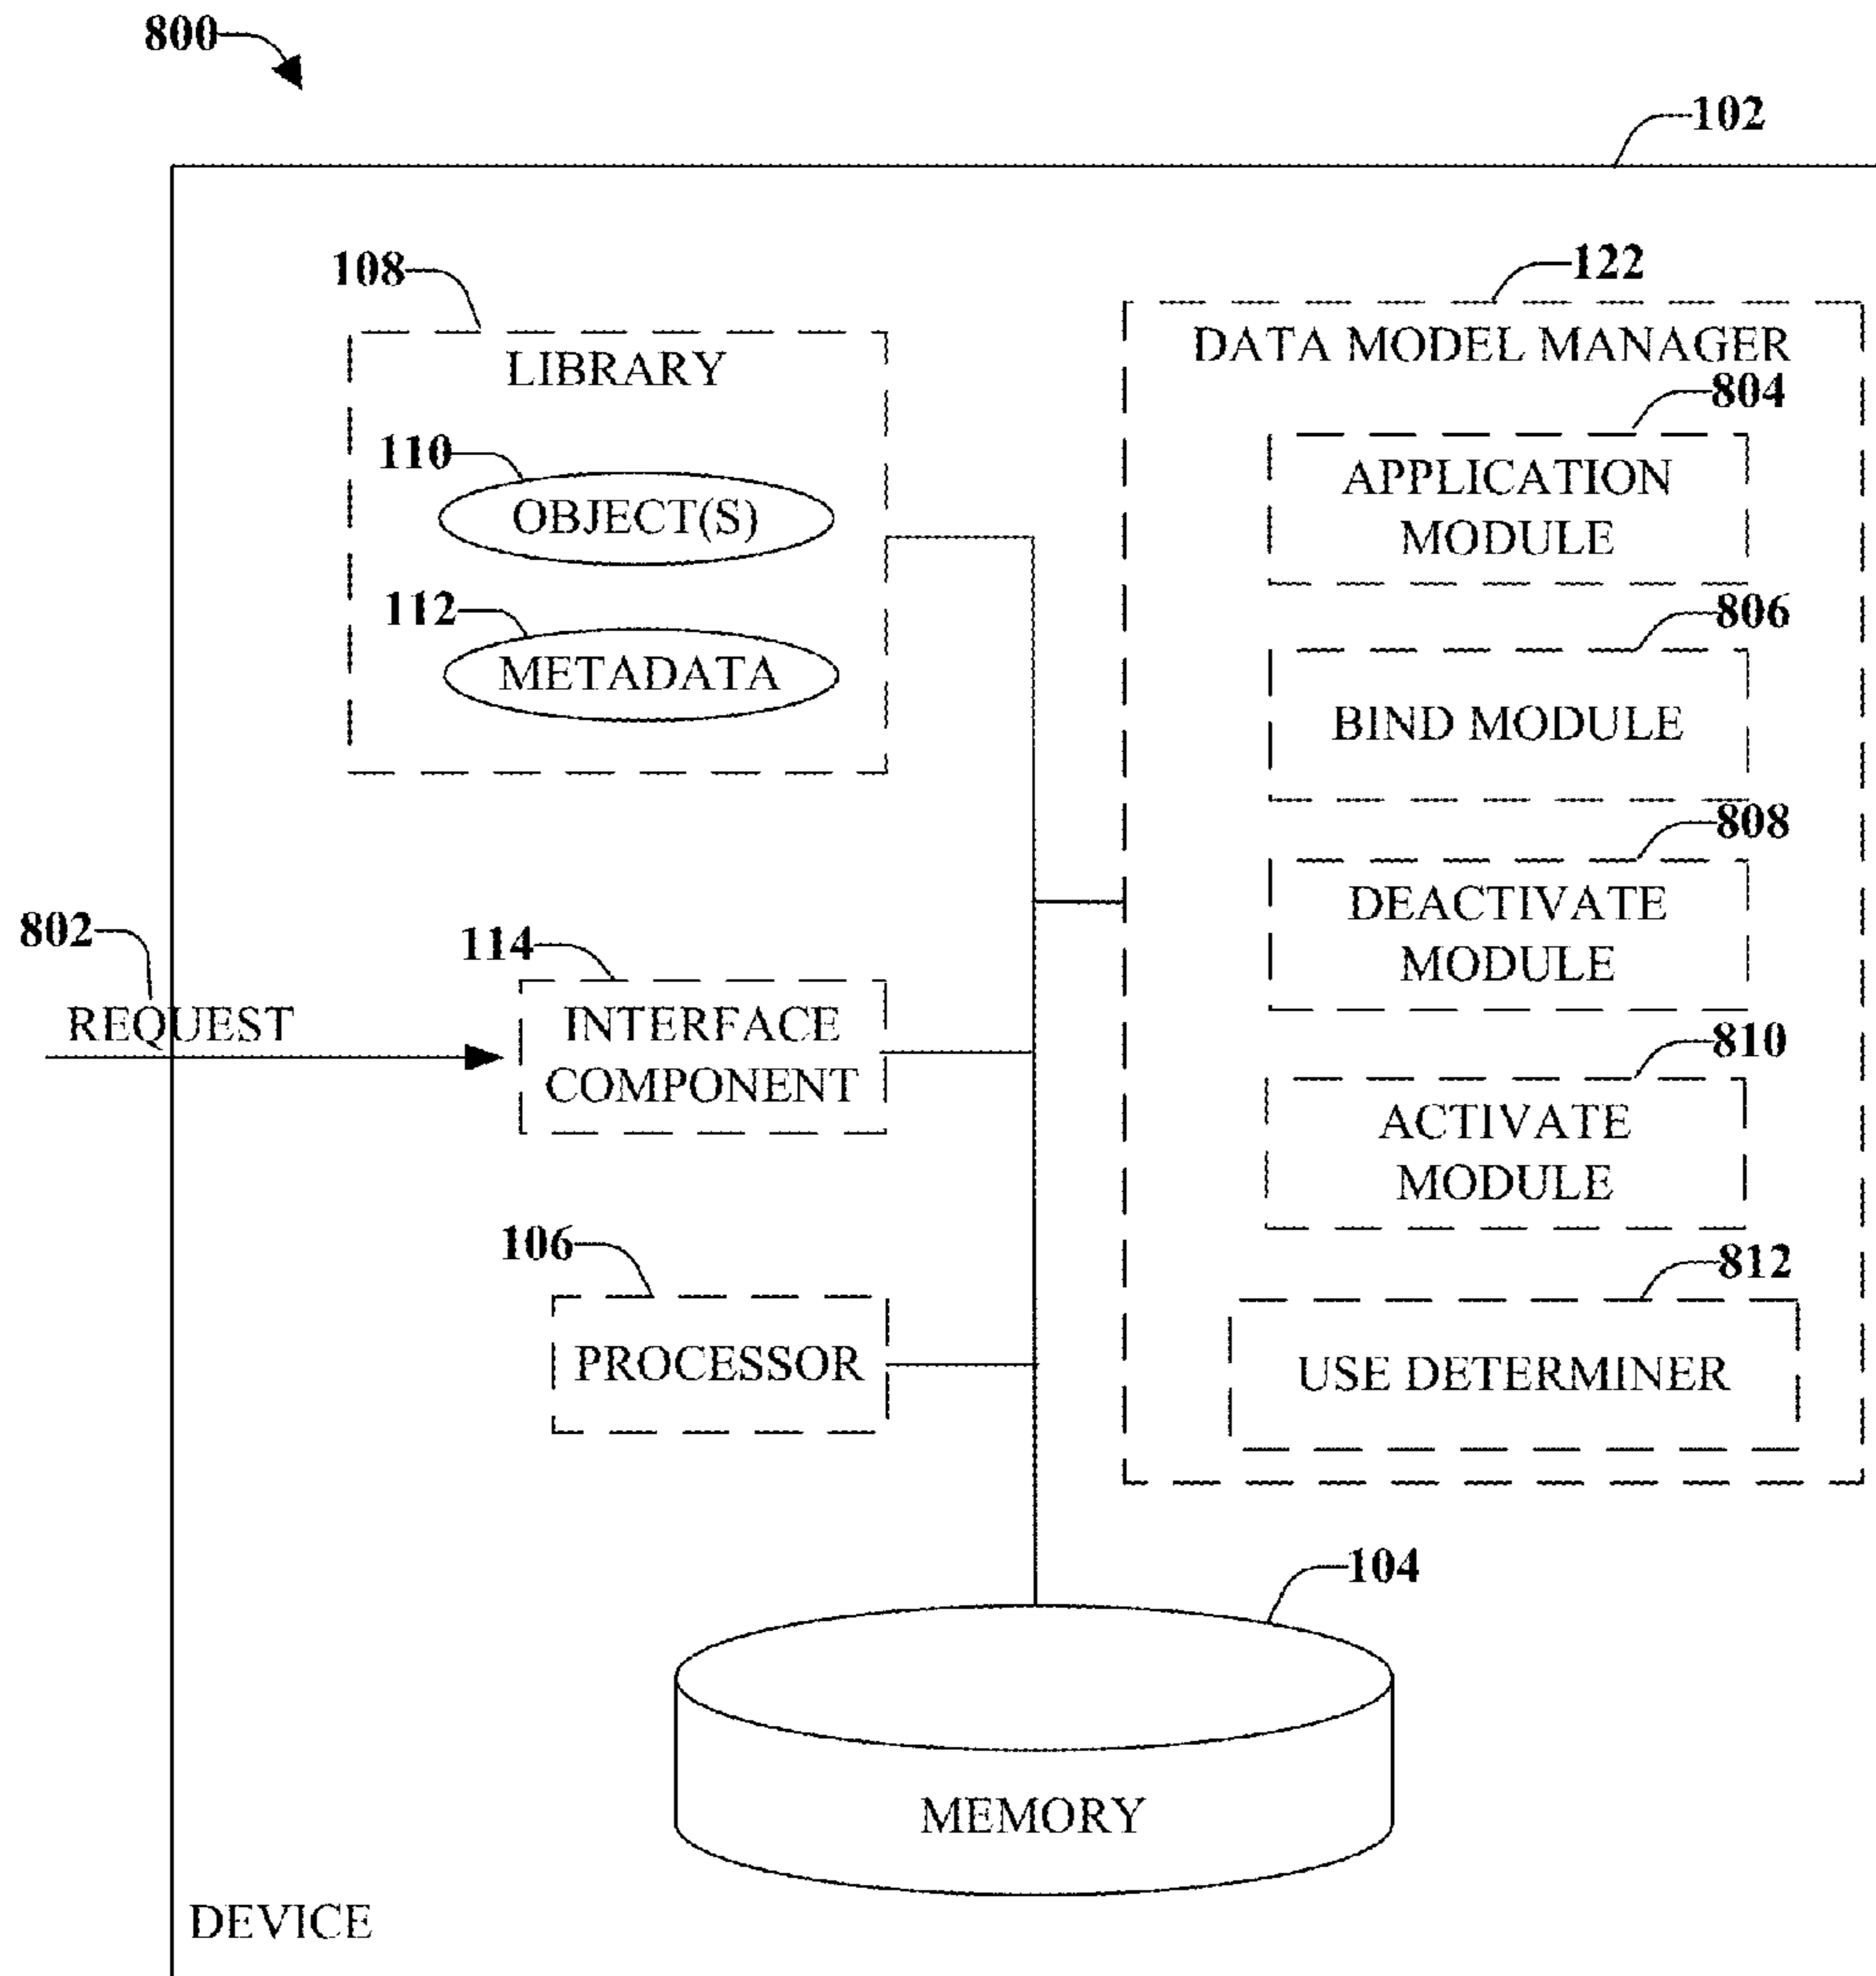 800
102
108
122
LIBRARY
DATA MODEL MANAGER
804
110
OBJECT(S)
APPLICATION
MODULE
112
METADATA
806
BIND MODULE
808
DEACTIVATE
MODULE
802
REQUEST
114
INTERFACE
COMPONENT
810
ACTIVATE
MODULE
106
PROCESSOR
812
USE DETERMINER
104
MEMORY
DEVICE